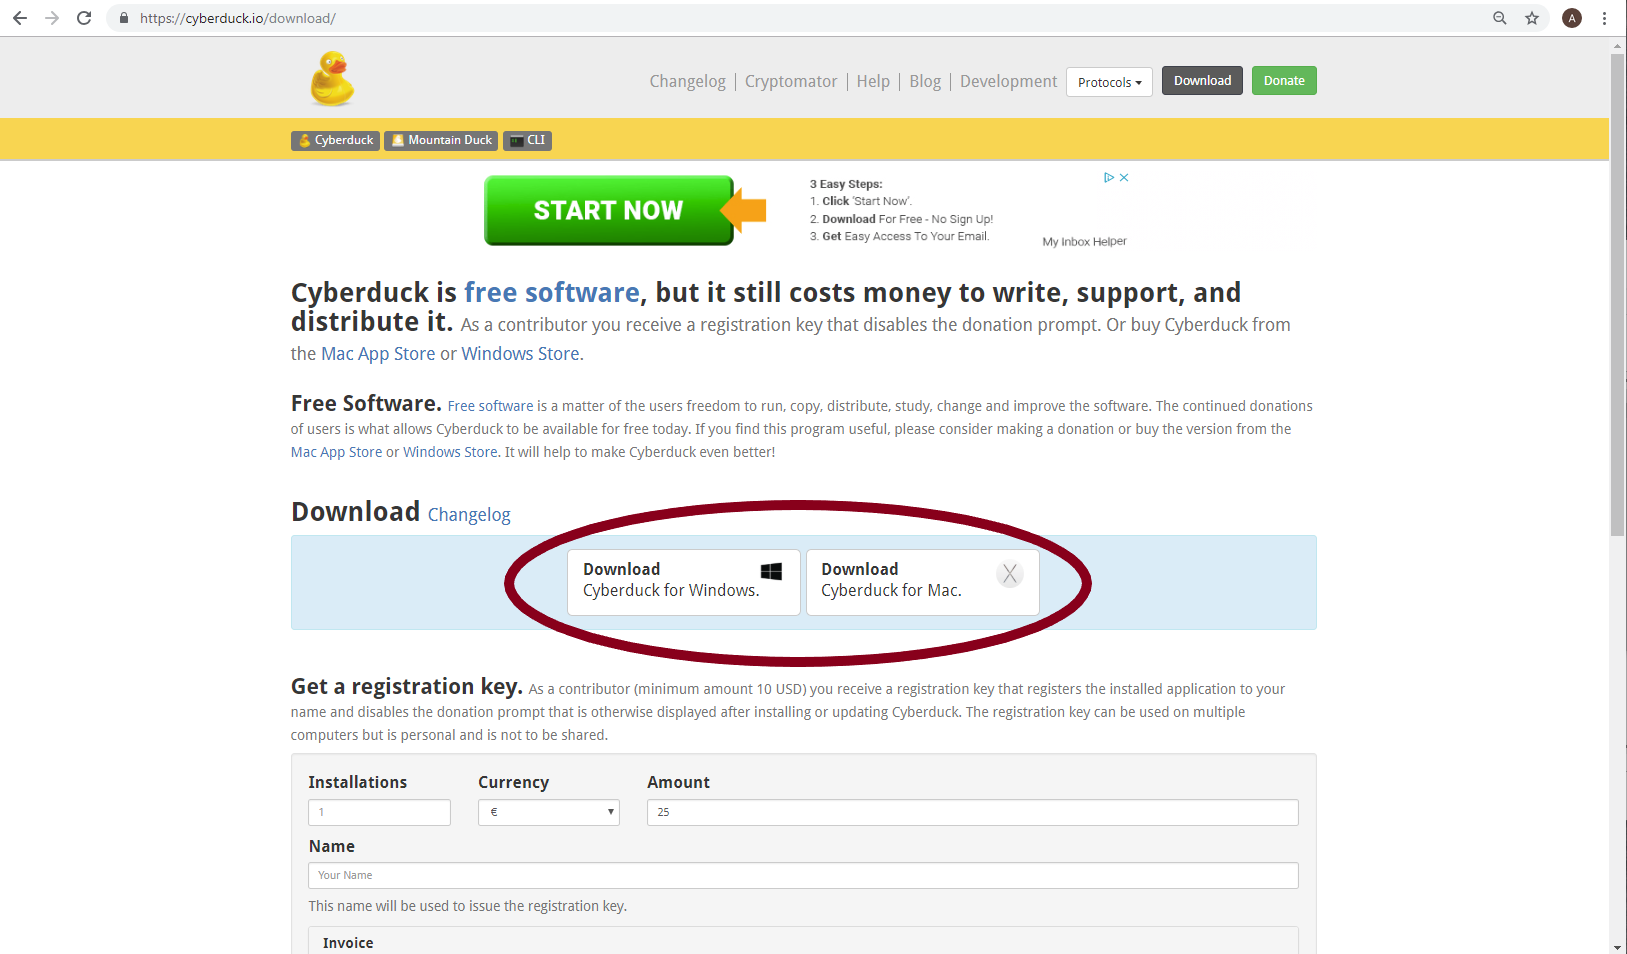 https://cyberduck.io/download/
A
Changelog | Cryptomator | Help | Blog | Development Protocols Download Donate
Cyberduck Mountain Duck CLI
START NOW
3 Easy Steps:
1. Click 'Start Now'.
2. Download For Free - No Sign Up!
3. Get Easy Access To Your Email.
My Inbox Helper
Cyberduck is free software, but it still costs money to write, support, and
distribute it. As a contributor you receive a registration key that disables the donation prompt. Or buy Cyberduck from
the Mac App Store or Windows Store.
Free Software. Free software is a matter of the users freedom to run, copy, distribute, study, change and improve the software. The continued donations
of users is what allows Cyberduck to be available for free today. If you find this program useful, please consider making a donation or buy the version from the
Mac App Store or Windows Store. It will help to make Cyberduck even better!
Download Changelog
Download
Cyberduck for Windows.
Download
Cyberduck for Mac.
Get a registration key. As a contributor (minimum amount 10 USD) you receive a registration key that registers the installed application to your
name and disables the donation prompt that is otherwise displayed after installing or updating Cyberduck. The registration key can be used on multiple
computers but is personal and is not to be shared.
Installations Currency Amount
1 € 25
Name
Your Name
This name will be used to issue the registration key.
Invoice